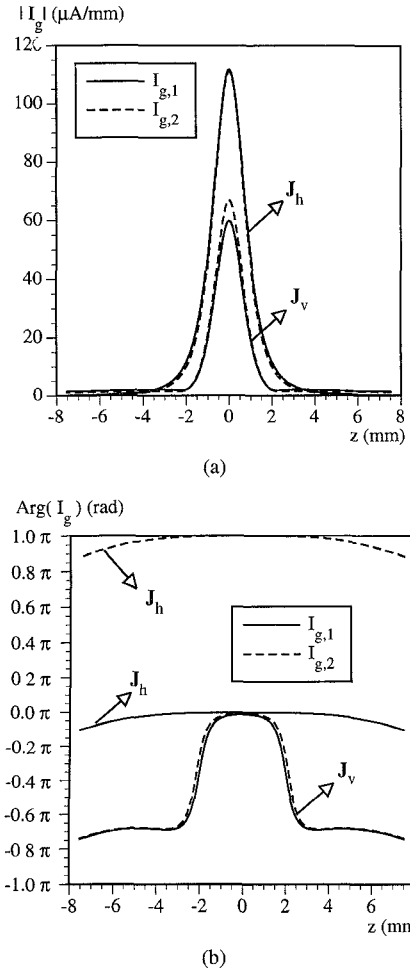 | I_g | (μA/mm)
12(
100
80
60
40
20
0
I_g,1
I_g,2
J_h
J_v
-8 -6 -4 -2 0 2 4 6 8
z (mm)
(a)
Arg( I_g ) (rad)
1.0 π
0.8 π
0.6 π
0.4 π
0.2 π
0.0 π
-0.2 π
-0.4 π
-0.6 π
-0.8 π
-1.0 π
J_h
I_g,1
I_g,2
J_h
J_v
-8 -6 -4 -2 0 2 4 6
z (mm
(b)